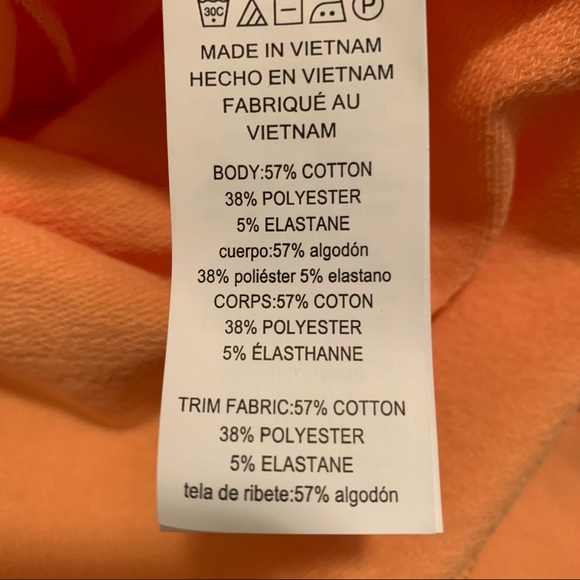 30C P
MADE IN VIETNAM
HECHO EN VIETNAM
FABRIQUÉ AU
VIETNAM
BODY:57% COTTON
38% POLYESTER
5% ELASTANE
cuerpo:57% algodón
38% poliéster 5% elastano
CORPS:57% COTON
38% POLYESTER
5% ÉLASTHANNE
TRIM FABRIC:57% COTTON
38% POLYESTER
5% ELASTANE
tela de ribete:57% algodón